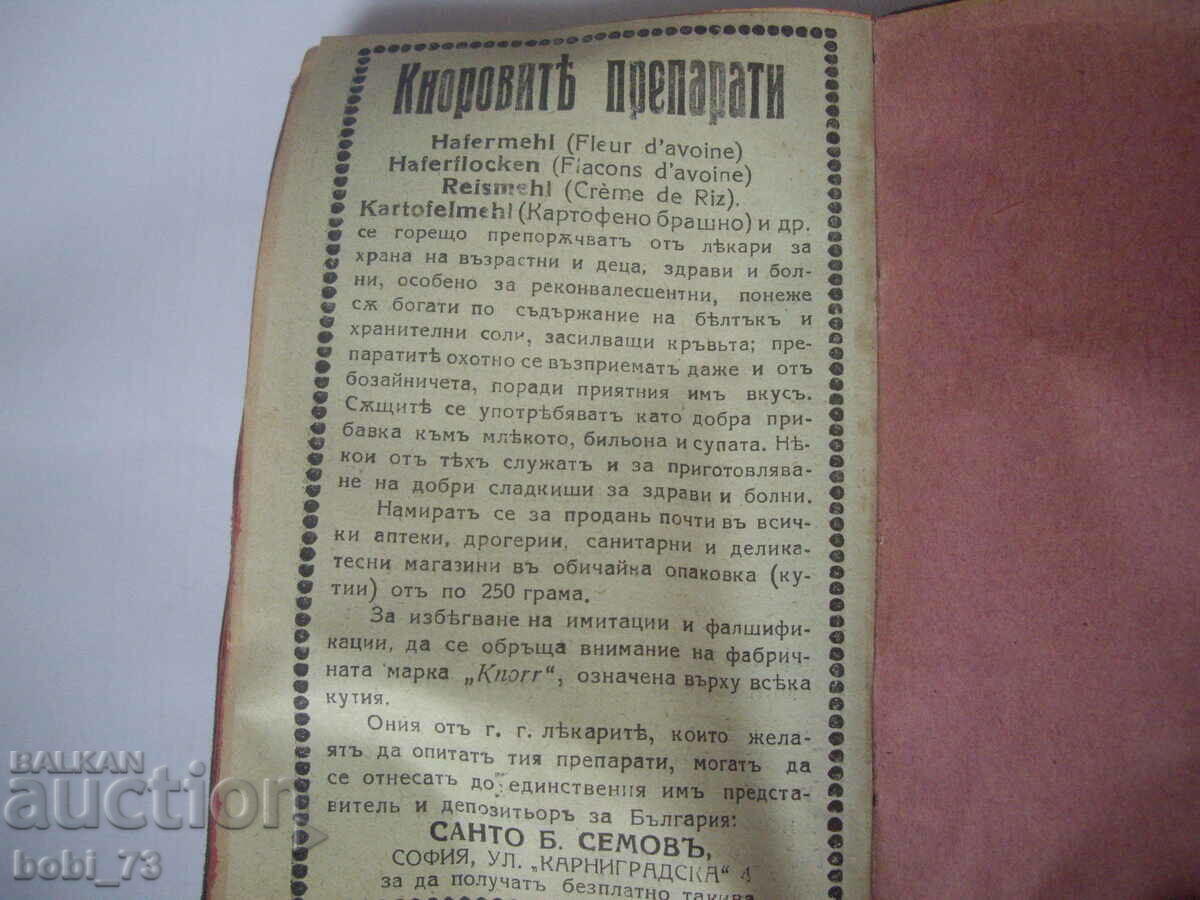 Кноровитѣ препарати
Hafermehl (Fleur d'avoine)
Haferflocken (Flacons d'avoine)
Reismehl (Crème de Riz).
Kartofelmehl (Картофено брашно) и др.
се горещо препорѫчватъ отъ лѣкари за
храна на възрастни и деца, здрави и бол-
ни, особено за реконвалесцентни, понеже
сѫ богати по съдържание на бѣлтъкъ и
хранителни соли, засилващи кръвьта; пре-
паратитѣ охотно се възприематъ даже и отъ
бозайничета, поради приятния имъ вкусъ.
Сѫщитѣ се употрѣбяватъ като добра при-
бавка къмъ млѣкото, бильона и супата. Нѣ-
кои отъ тѣхъ служатъ и за приготовлява-
не на добри сладкиши за здрави и болни.
Намиратъ се за продань почти въ всич-
ки аптеки, дрогерии, санитарни и делика-
тесни магазини въ обичайна опаковка (ку-
тии) отъ по 250 грама.
За избѣгване на имитации и фалшифи-
кации, да се обръща внимание на фабрич-
ната марка „Knorr“, означена върху всѣка
кутия.
Ония отъ г. г. лѣкаритѣ, които жела-
ятъ да опитатъ тия препарати, могатъ да
се отнесатъ до единствения имъ предста-
витель и депозитьоръ за България:
САНТО Б. СЕМОВЪ,
СОФИЯ, УЛ. „КАРНИГРАДСКА“ 4
за да получатъ безплатно такива
BALKAN
auction
bobi_73